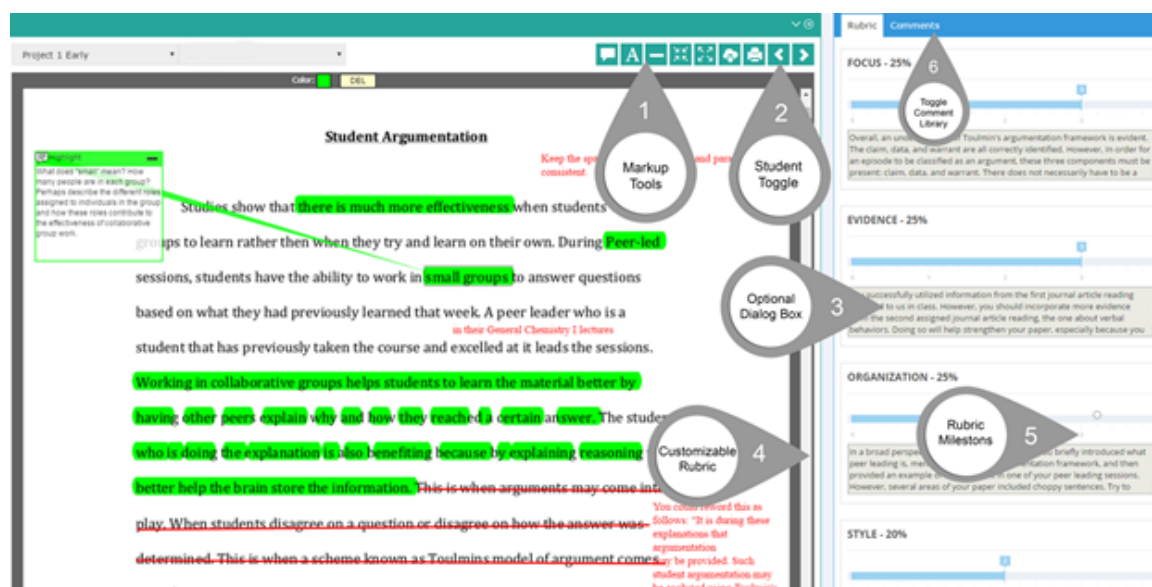 Project 1 Early
Color:
DEL
Student Argumentation
Keep the spa
and par
consistent.
Highlight
What does "small" mean? How
many people are in each group?
Perhaps describe the different roles
assigned to individuals in the group
and how these roles contribute to
the effectiveness of collaborative
group work.
Studies show that there is much more effectiveness when students
groups to learn rather then when they try and learn on their own. During Peer-led
sessions, students have the ability to work in small groups to answer questions
based on what they had previously learned that week. A peer leader who is a
in their General Chemistry I lectures
student that has previously taken the course and excelled at it leads the sessions.
Working in collaborative groups helps students to learn the material better by
having other peers explain why and how they reached a certain answer. The stude
who is doing the explanation is also benefiting because by explaining reasoning
better help the brain store the information. This is when arguments may come int
play. When students disagree on a question or disagree on how the answer was
determined. This is when a scheme known as Toulmins model of argument comes
You could reword this as
follows: "It is during these
explanations that
argumentation
may be provided. Such
student argumentation may
1
Markup
Tools
2
Student
Toggle
Optional
Dialog Box
3
Customizable
Rubric
4
Rubric
Milestons
5
6
Toggle
Comment
Library
Rubric
Comments
FOCUS - 25%
3
Overall, an und
Toulmin's argumentation framework is evident.
The claim, data, and warrant are all correctly identified. However, in order for
an episode to be classified as an argument, these three components must be
present: claim, data, and warrant. There does not necessarily have to be a
EVIDENCE - 25%
3
successfully utilized information from the first journal article reading
to us in class. However, you should incorporate more evidence
the second assigned journal article reading, the one about verbal
behaviors. Doing so will help strengthen your paper, especially because you
ORGANIZATION - 25%
In a broad perspe
briefly introduced what
peer leading is, men
entation framework, and then
provided an example
in one of your peer leading sessions.
However, several areas of your paper included choppy sentences. Try to
STYLE - 20%
2